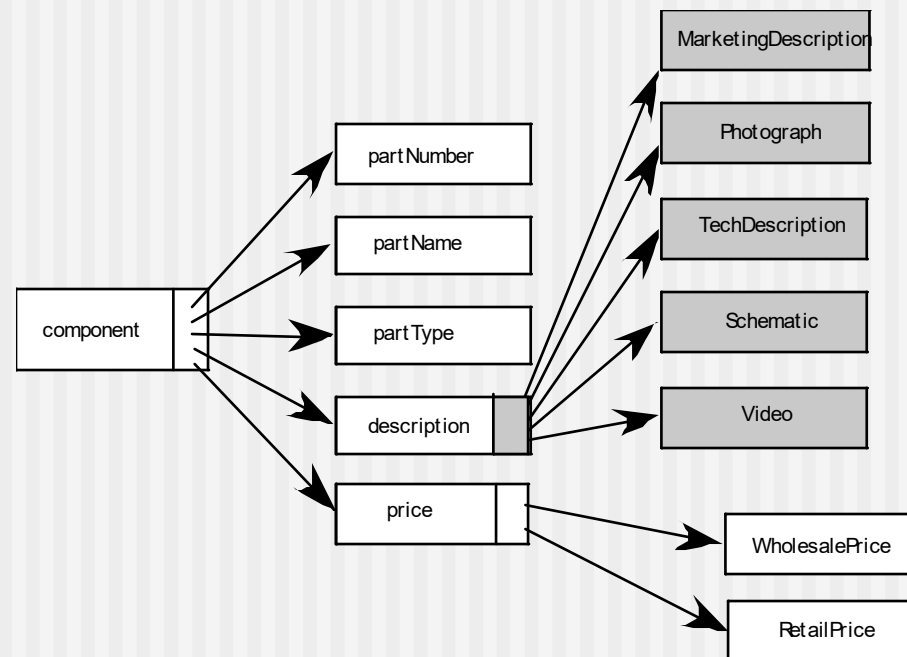 component
partNumber
partName
partType
description
price
MarketingDescription
Photograph
TechDescription
Schematic
Video
WholesalePrice
RetailPrice